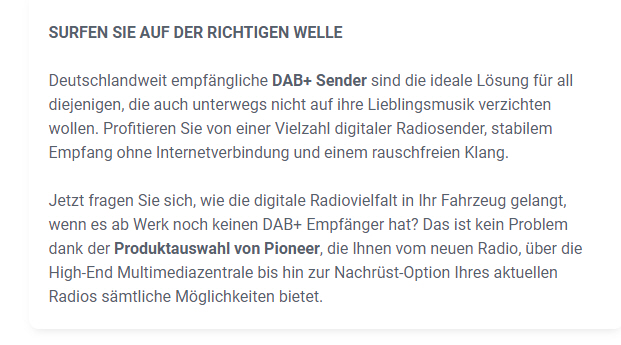 SURFEN SIE AUF DER RICHTIGEN WELLE
Deutschlandweit empfängliche DAB+ Sender sind die ideale Lösung für all
diejenigen, die auch unterwegs nicht auf ihre Lieblingsmusik verzichten
wollen. Profitieren Sie von einer Vielzahl digitaler Radiosender, stabilem
Empfang ohne Internetverbindung und einem rauschfreien Klang.
Jetzt fragen Sie sich, wie die digitale Radiovielfalt in Ihr Fahrzeug gelangt,
wenn es ab Werk noch keinen DAB+ Empfänger hat? Das ist kein Problem
dank der Produktauswahl von Pioneer, die Ihnen vom neuen Radio, über die
High-End Multimediazentrale bis hin zur Nachrüst-Option Ihres aktuellen
Radios sämtliche Möglichkeiten bietet.